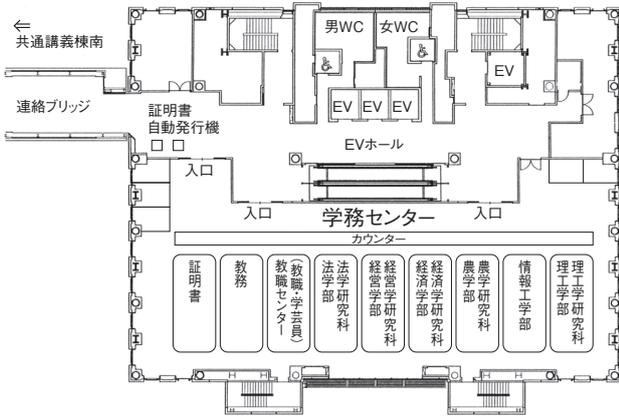 ⇐
共通講義棟南
連絡ブリッジ
証明書
自動発行機
男WC
女WC
EV
EV
EV
EV
EVホール
入口
入口
入口
学務センター
カウンター
証明書
教務
教職センター
(教職・学芸員)
法学部
法学研究科
経営学部
経営学研究科
経済学部
経済学研究科
農学部
農学研究科
情報工学部
理工学部
理工学研究科